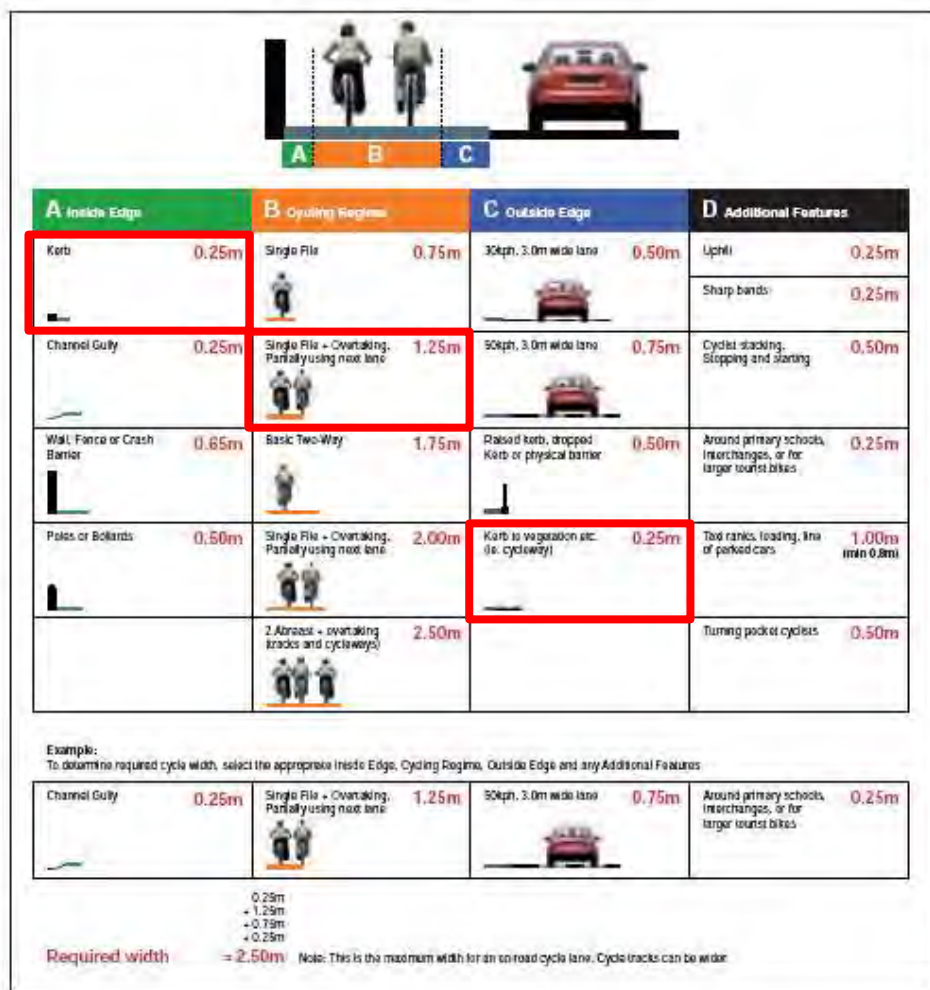 A B C
A Inside Edge
B Cycling Regime
C Outside Edge
D Additional Features
Kerb 0.25m
Single File 0.75m
30kph, 3.0m wide lane 0.50m
Uphill 0.25m
Sharp bends 0.25m
Channel Gully 0.25m
Single File + Overtaking,
Partially using next lane 1.25m
50kph, 3.0m wide lane 0.75m
Cyclist stacking,
Stopping and starting 0.50m
Wall, Fence or Crash
Barrier 0.65m
Basic Two-Way 1.75m
Raised kerb, dropped
Kerb or physical barrier 0.50m
Around primary schools,
Interchanges, or for
larger tourist bikes 0.25m
Poles or Bollards 0.50m
Single File + Overtaking,
Partially using next lane 2.00m
Kerb to vegetation etc.
(ie. cycleway) 0.25m
Taxi ranks, loading, line
of parked cars 1.00m
(min 0.8m)
2 Abreast + overtaking
(tracks and cycleways) 2.50m
Turning pocket cyclists 0.50m
Example:
To determine required cycle width, select the appropriate Inside Edge, Cycling Regime, Outside Edge and any Additional Features
Channel Gully 0.25m
Single File + Overtaking,
Partially using next lane 1.25m
50kph, 3.0m wide lane 0.75m
Around primary schools,
Interchanges, or for
larger tourist bikes 0.25m
0.25m
+ 1.25m
+ 0.75m
+ 0.25m
Required width = 2.50m Note: This is the maximum width for an on-road cycle lane. Cycle tracks can be wider